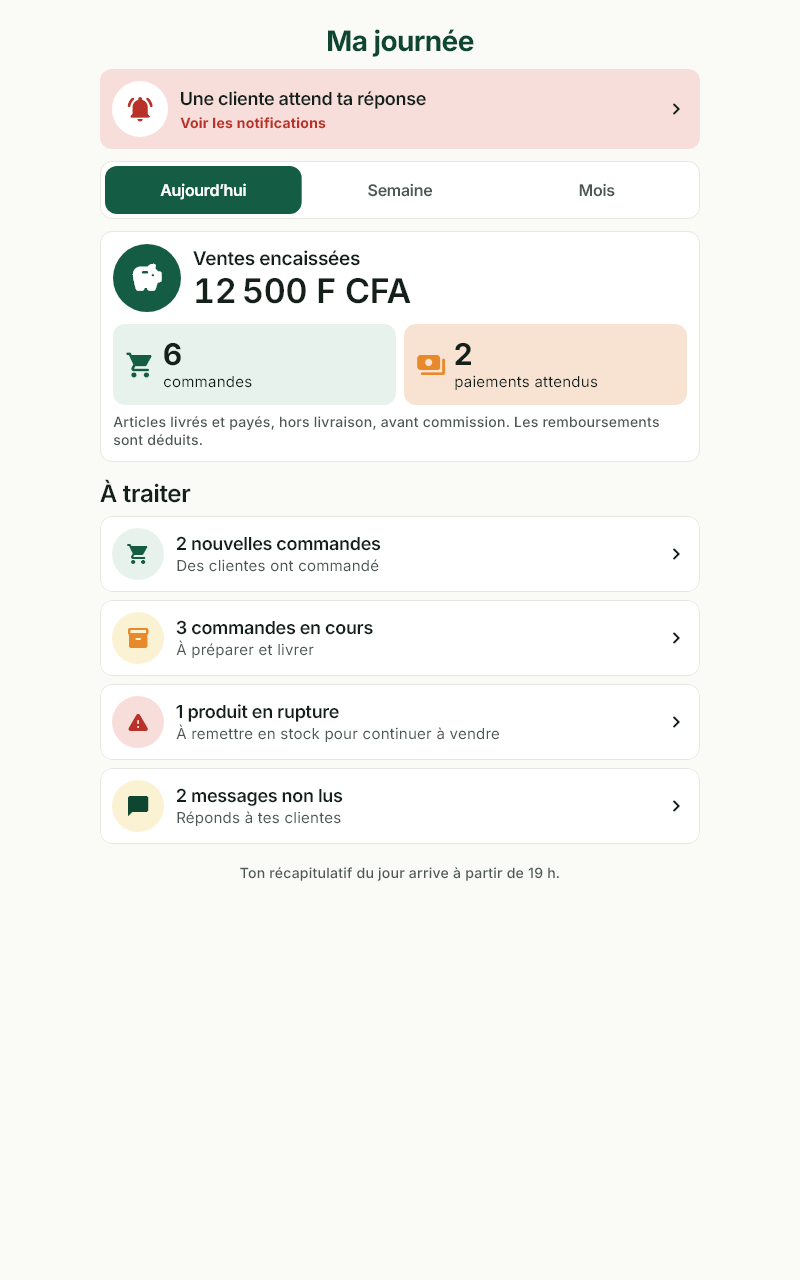 Ma journée
Une cliente attend ta réponse
Voir les notifications
Aujourd'hui
Semaine
Mois
Ventes encaissées
12 500 F CFA
6
commandes
2
paiements attendus
Articles livrés et payés, hors livraison, avant commission. Les remboursements
sont déduits.
À traiter
2 nouvelles commandes
Des clientes ont commandé
3 commandes en cours
À préparer et livrer
1 produit en rupture
À remettre en stock pour continuer à vendre
2 messages non lus
Réponds à tes clientes
Ton récapitulatif du jour arrive à partir de 19 h.